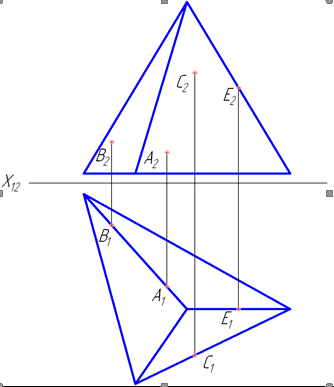 C₂
E₂
B₂
A₂
X₁₂
B₁
A₁
E₁
C₁